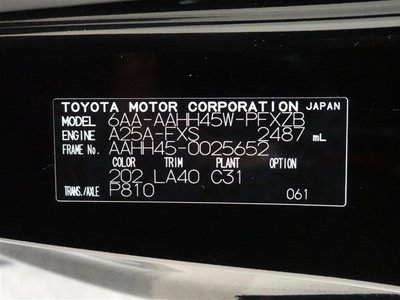 TOYOTA MOTOR CORPORATION JAPAN
MODEL 6AA-AAHH45W-PFXZB
ENGINE A25A-FXS 2487 mL
FRAME No. AAHH45-0025652
COLOR TRIM PLANT OPTION
202 LA40 C31
TRANS./AXLE P810
061